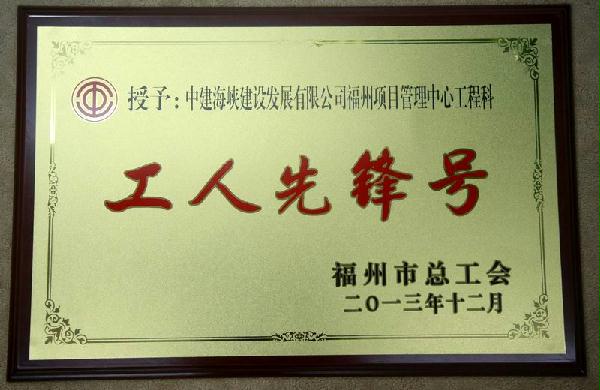 授予：中建海峡建设发展有限公司福州项目管理中心工程科
工人先锋号
福州市总工会
二〇一三年十二月